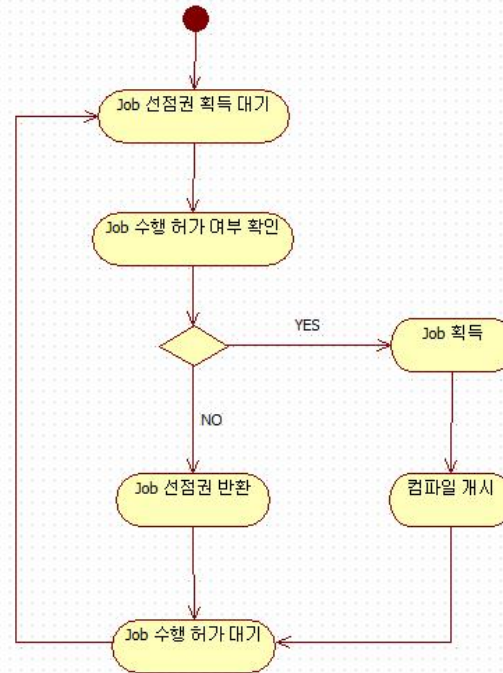 Job 선점권 획득 대기
Job 수행 허가 여부 확인
YES
Job 획득
NO
Job 선점권 반환
컴파일 개시
Job 수행 허가 대기